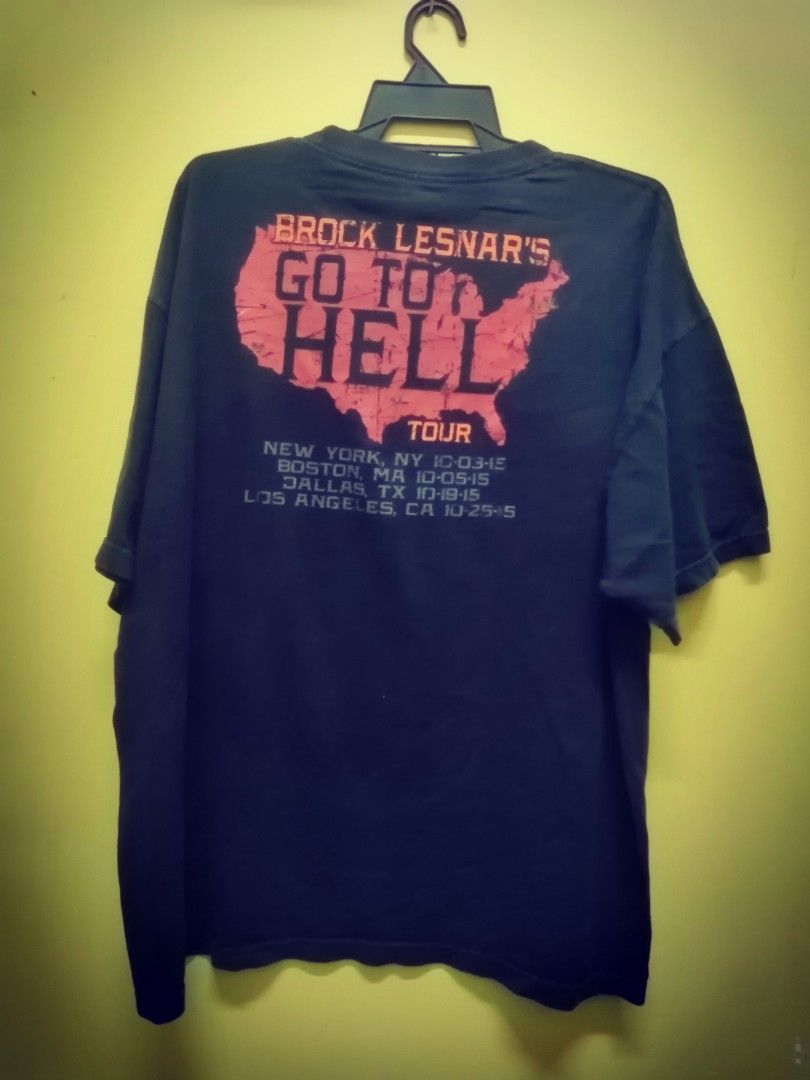 BROCK LESNAR'S
GO TO
HELL
TOUR
NEW YORK, NY 10-03-15
BOSTON, MA 10-05-15
DALLAS, TX 10-18-15
LOS ANGELES, CA 10-25-15